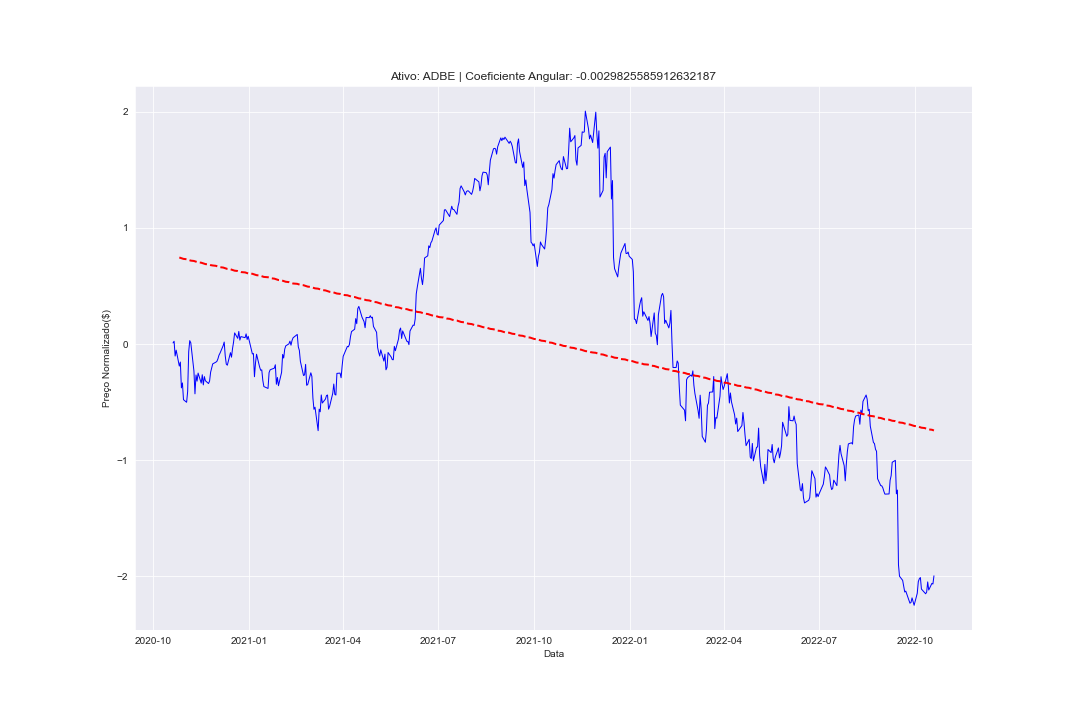 Ativo: ADBE | Coeficiente Angular: -0.0029825585912632187
Preço Normalizado($)
2
1
0
−1
−2
2020-10 2021-01 2021-04 2021-07 2021-10 2022-01 2022-04 2022-07 2022-10
Data